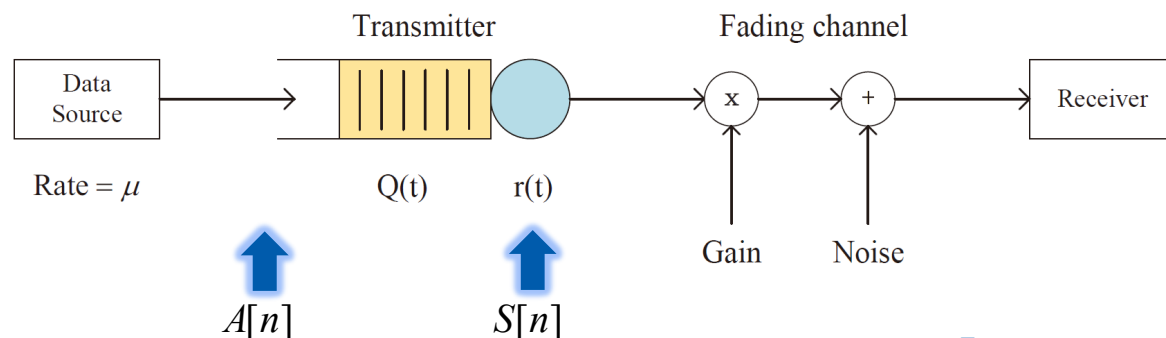 Transmitter
Fading channel
Data
Source
x
+
Receiver
Rate = μ
Q(t)
r(t)
Gain
Noise
A[n]
S[n]